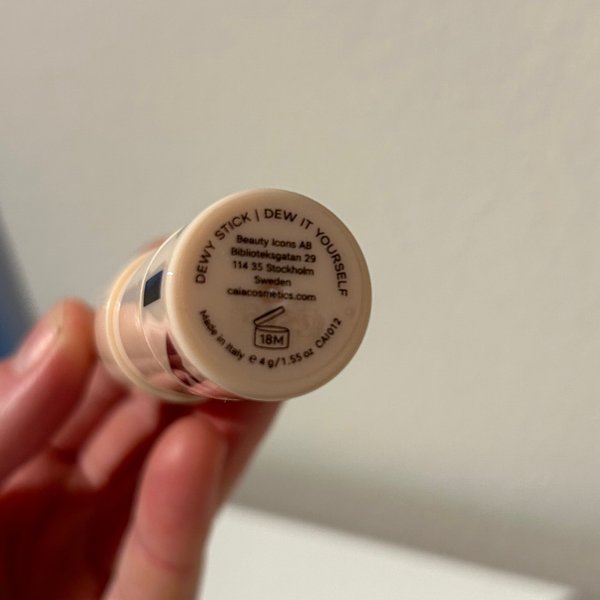 DEWY STICK | DEW IT YOURSELF
Beauty Icons AB
Biblioteksgatan 29
114 35 Stockholm
Sweden
caiacosmetics.com
18M
Made in Italy ℮ 4 g/1.55 oz CAI012